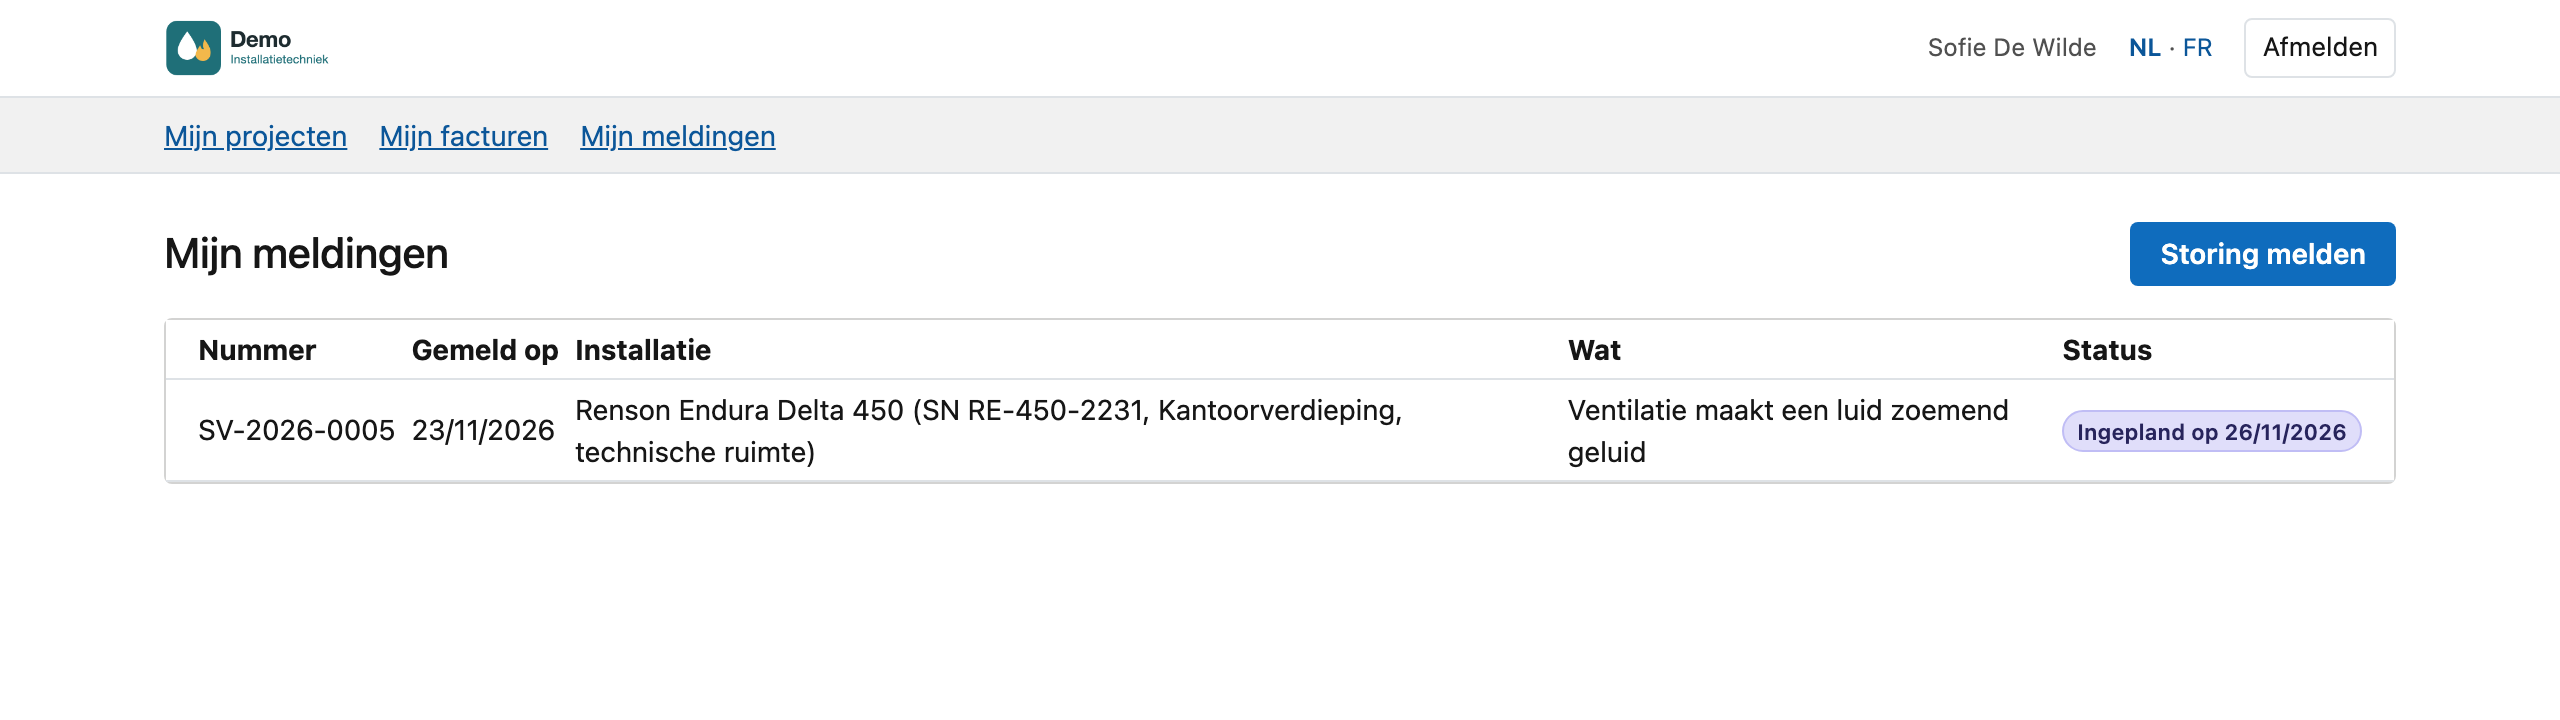 Demo
Installatietechniek
Sofie De Wilde NL · FR Afmelden
Mijn projecten Mijn facturen Mijn meldingen
Mijn meldingen Storing melden
Nummer Gemeld op Installatie Wat Status
SV-2026-0005 23/11/2026 Renson Endura Delta 450 (SN RE-450-2231, Kantoorverdieping,
technische ruimte) Ventilatie maakt een luid zoemend
geluid Ingepland op 26/11/2026